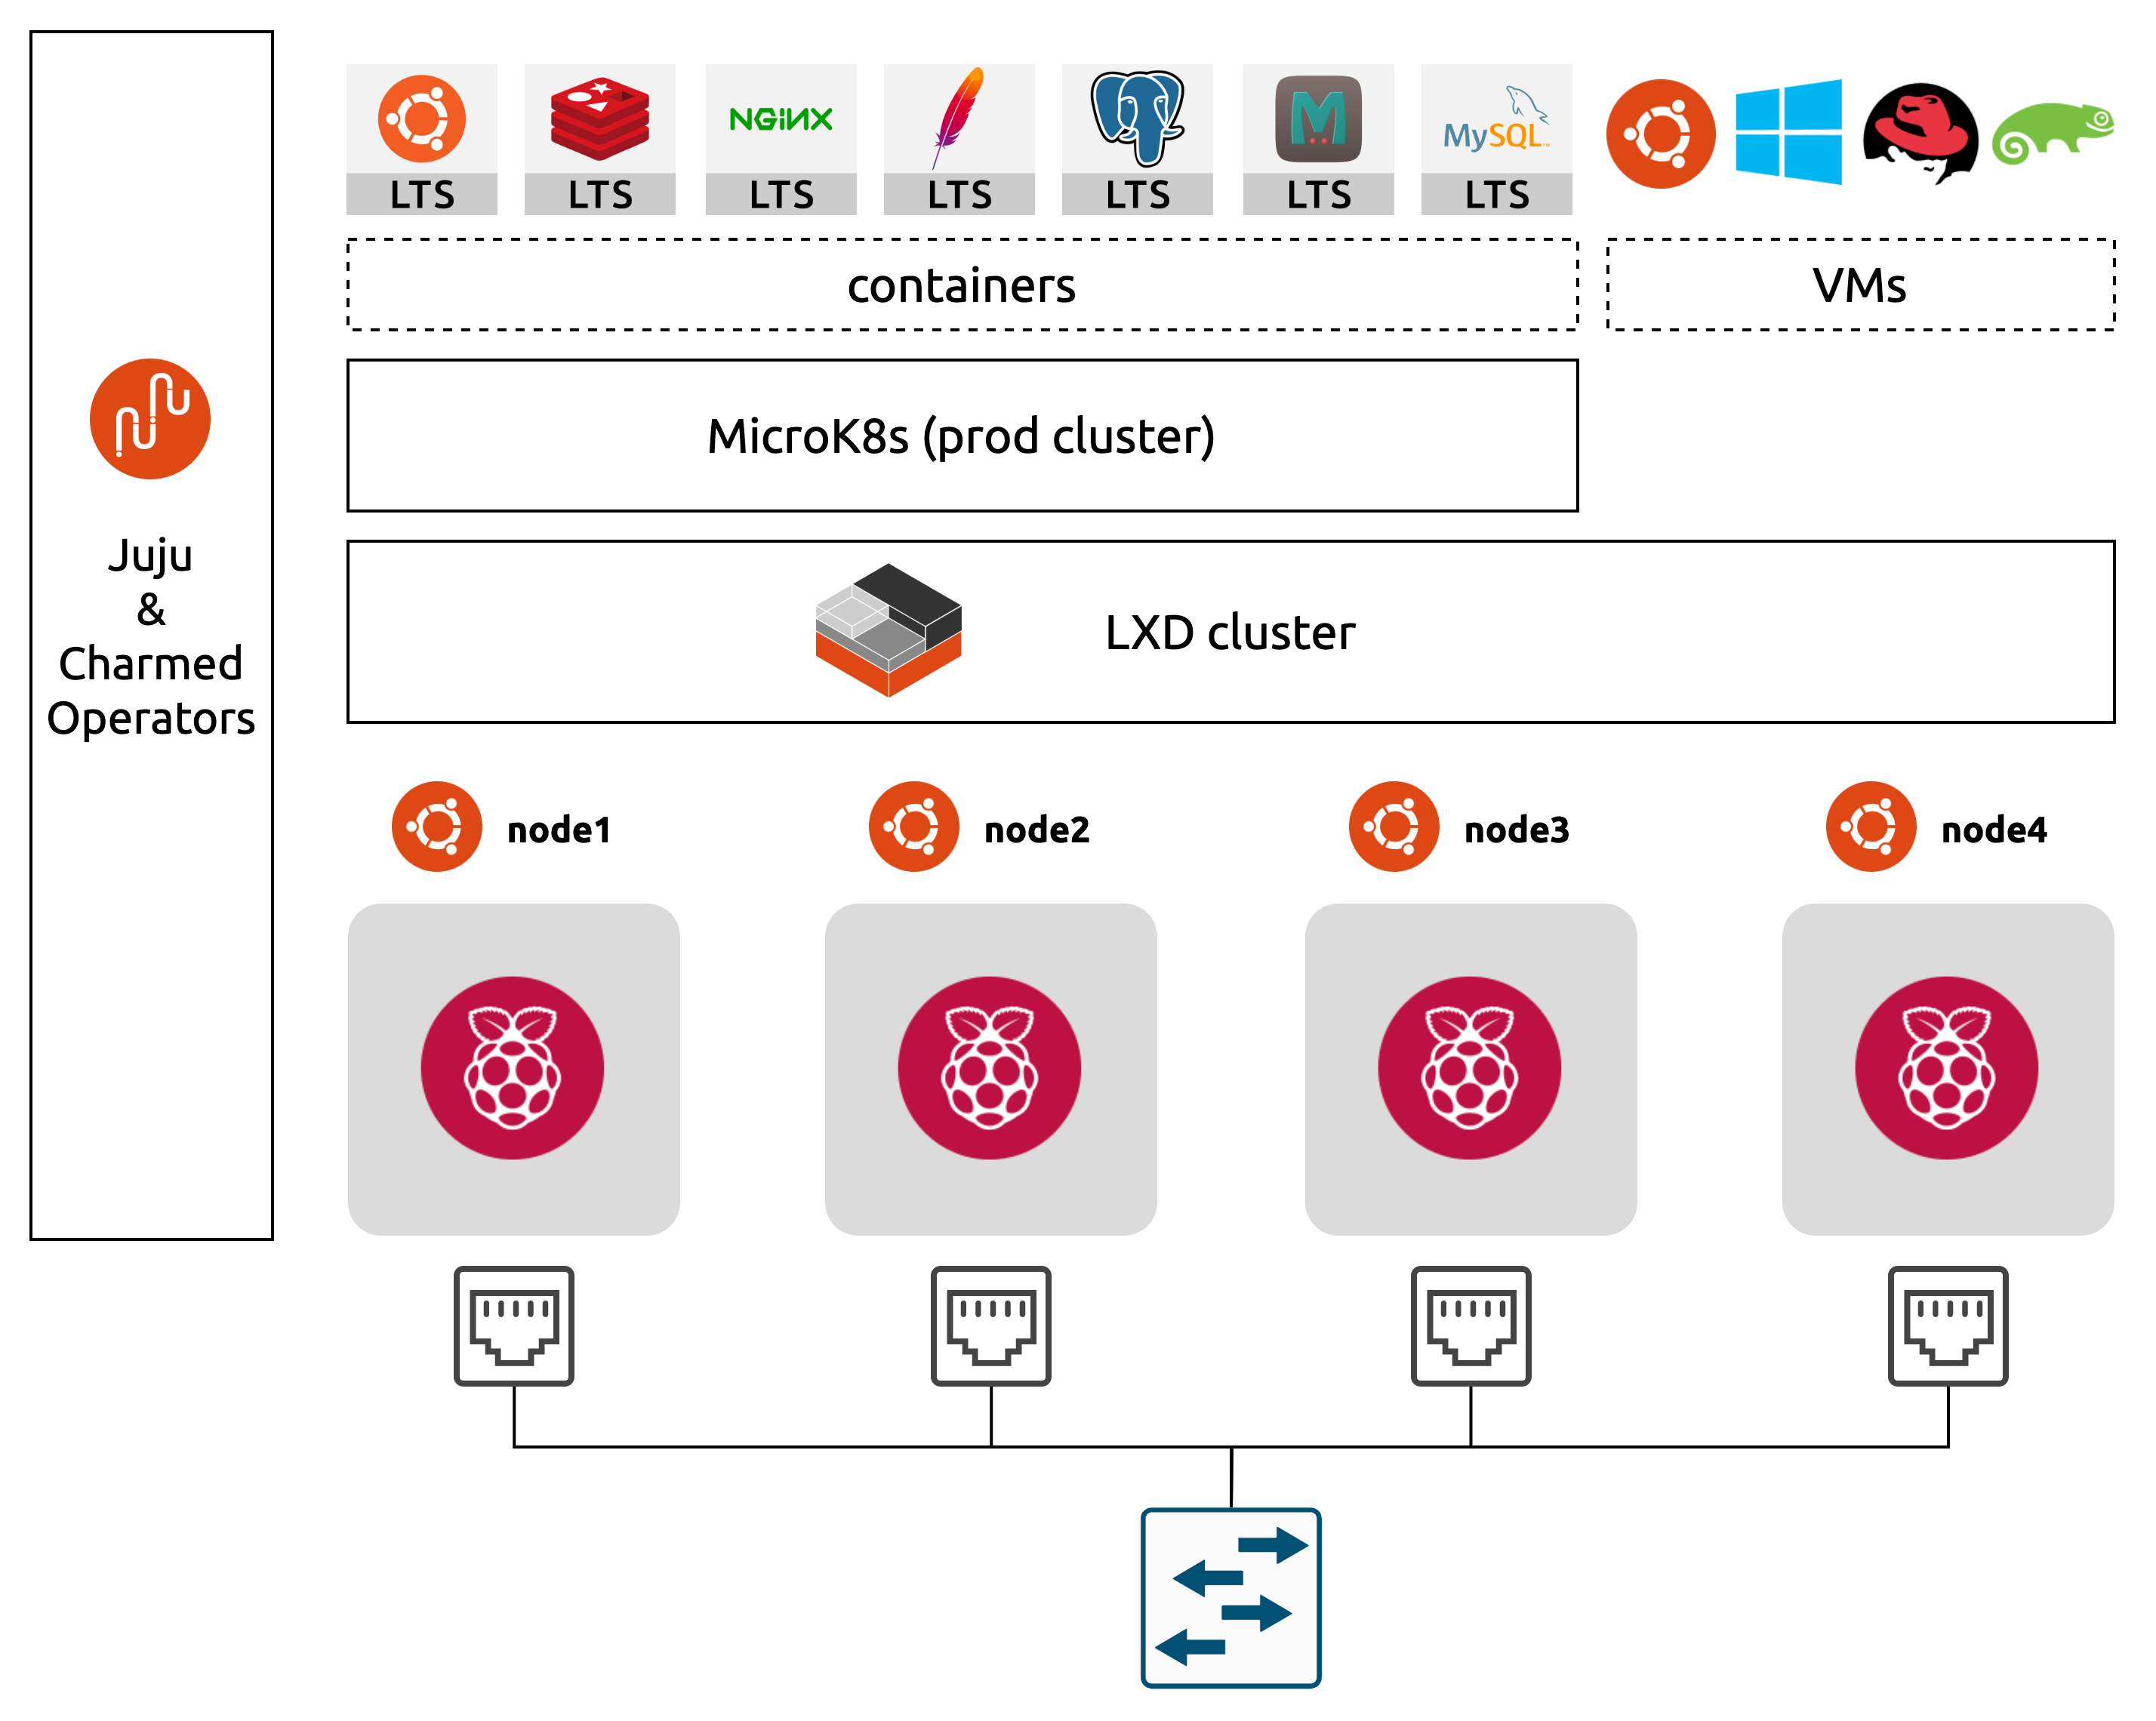 NGINX
MySQL™
LTS
LTS
LTS
LTS
LTS
LTS
LTS
containers
VMs
MicroK8s (prod cluster)
Juju
&
Charmed
Operators
LXD cluster
node1
node2
node3
node4